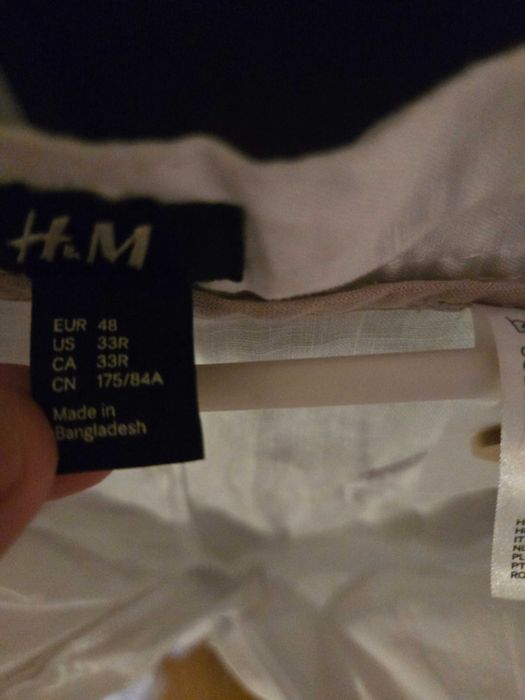 H&M
EUR 48
US 33R
CA 33R
CN 175/84A
Made in
Bangladesh